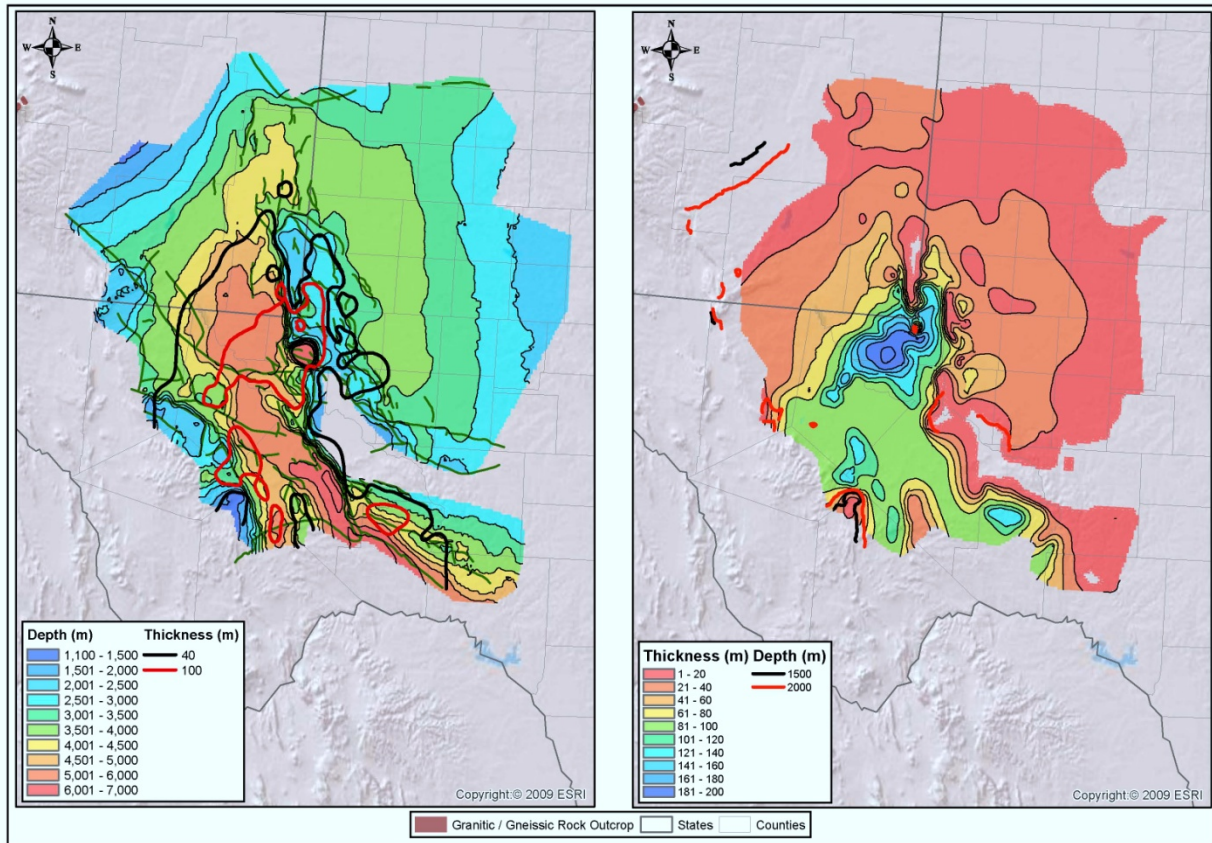 N
W E
S
Depth (m) Thickness (m)
1,100 - 1,500 40
1,501 - 2,000 100
2,001 - 2,500
2,501 - 3,000
3,001 - 3,500
3,501 - 4,000
4,001 - 4,500
4,501 - 5,000
5,001 - 6,000
6,001 - 7,000
Copyright:© 2009 ESRI
N
W E
S
Thickness (m) Depth (m)
1 - 20 1500
21 - 40 2000
41 - 60
61 - 80
81 - 100
101 - 120
121 - 140
141 - 160
161 - 180
181 - 200
Copyright:© 2009 ESRI
Granitic / Gneissic Rock Outcrop States Counties